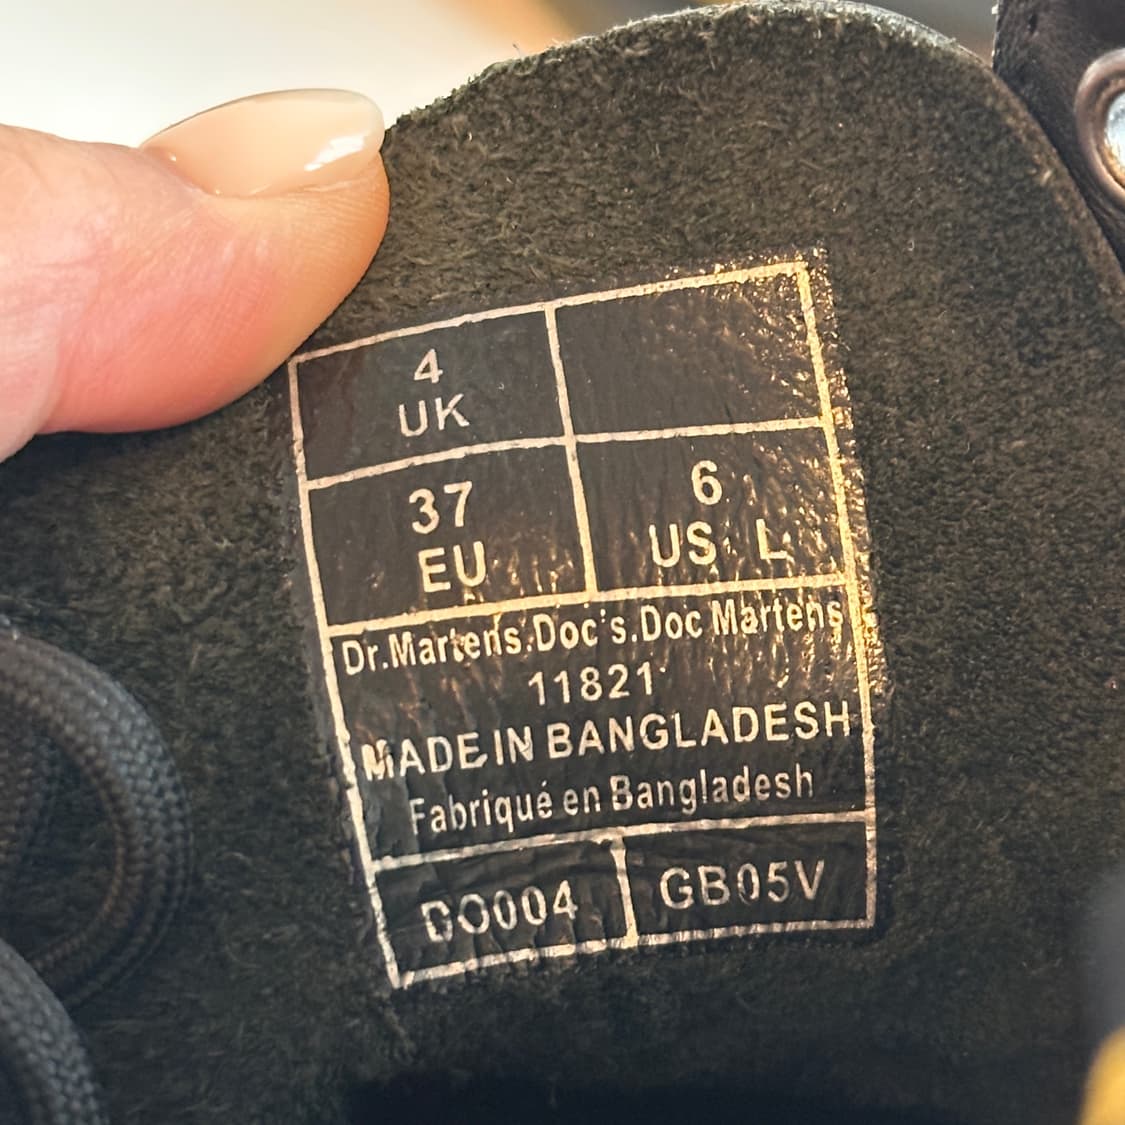 4
UK
37
EU
6
US L
Dr.Martens.Doc's.Doc Martens
11821
MADE IN BANGLADESH
Fabriqué en Bangladesh
DO004
GB05V